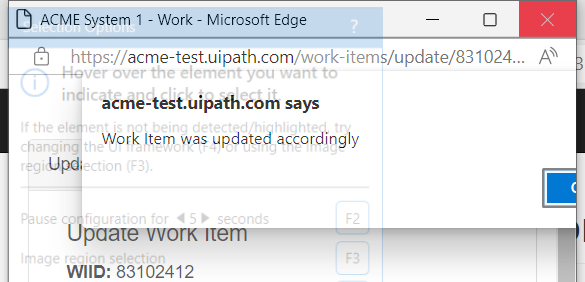 ACME System 1 - Work - Microsoft Edge
Selection Options
?
https://acme-test.uipath.com/work-items/update/831024...
Hover over the element you want to
indicate and click to select it
acme-test.uipath.com says
If the element is not being detected/highlighted, try
Work Item was updated accordingly
changing the UI framework (F4) or using the image
region selection (F3).
Upda
Pause configuration for 5 seconds
F2
Update Work Item
Image region selection
F3
WIID: 83102412